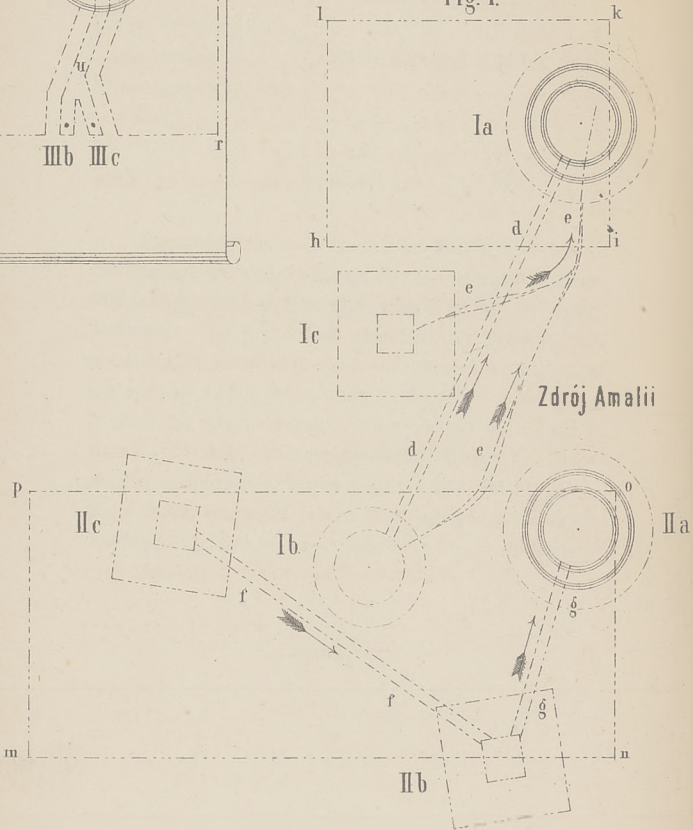 Fig. I.
l k
u
Ia
IIIb IIIc r
d e
h i
e
Ic
Zdrój Amalii
d e
p o
IIc Ib IIa
f g
f g
m n
IIb